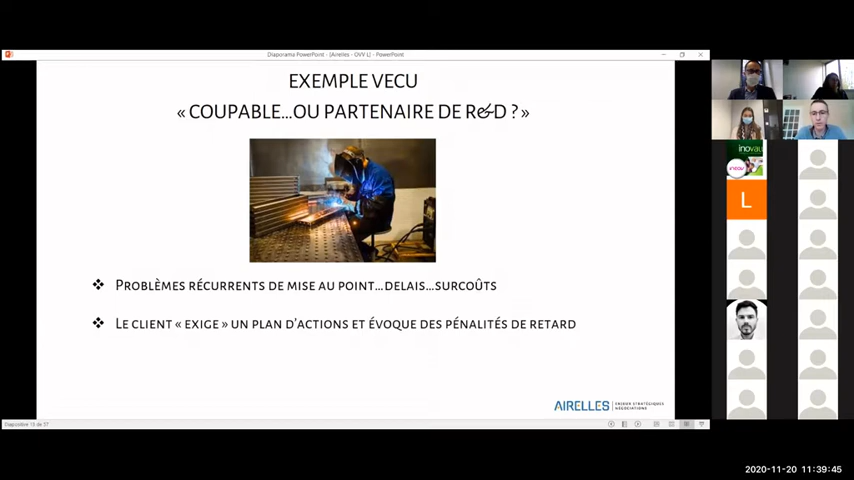 Diaporama PowerPoint - [Airelles - OVV L] - PowerPoint
EXEMPLE VECU
« COUPABLE...OU PARTENAIRE DE R&D ? »
❖ PROBLÈMES RÉCURRENTS DE MISE AU POINT...DELAIS...SURCOÛTS
❖ LE CLIENT « EXIGE » UN PLAN D'ACTIONS ET ÉVOQUE DES PÉNALITÉS DE RETARD
AIRELLES
ENJEUX STRATÉGIQUES
NÉGOCIATIONS
Diapositive 13 de 57
inovali
L
2020-11-20 11:39:45